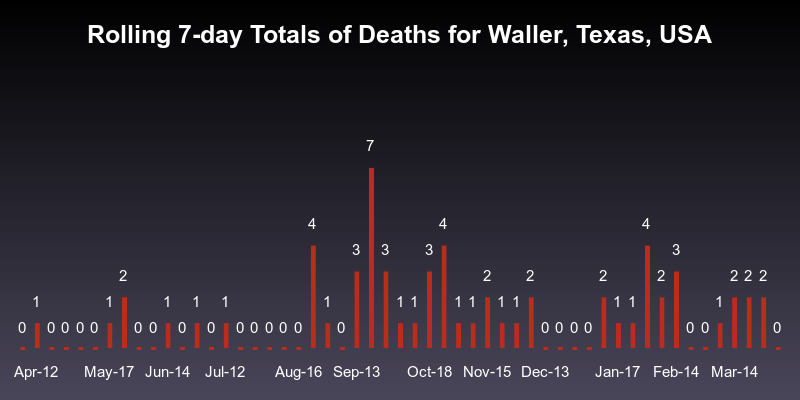 Rolling 7-day Totals of Deaths for Waller, Texas, USA
7
4 4 4
3 3 3 3
2 2 2 2 2 2 2 2
1 1 1 1 1 1 1 1 1 1 1 1 1 1 1
0 0 0 0 0 0 0 0 0 0 0 0 0 0 0 0 0 0 0 0 0 0
Apr-12 May-17 Jun-14 Jul-12 Aug-16 Sep-13 Oct-18 Nov-15 Dec-13 Jan-17 Feb-14 Mar-14